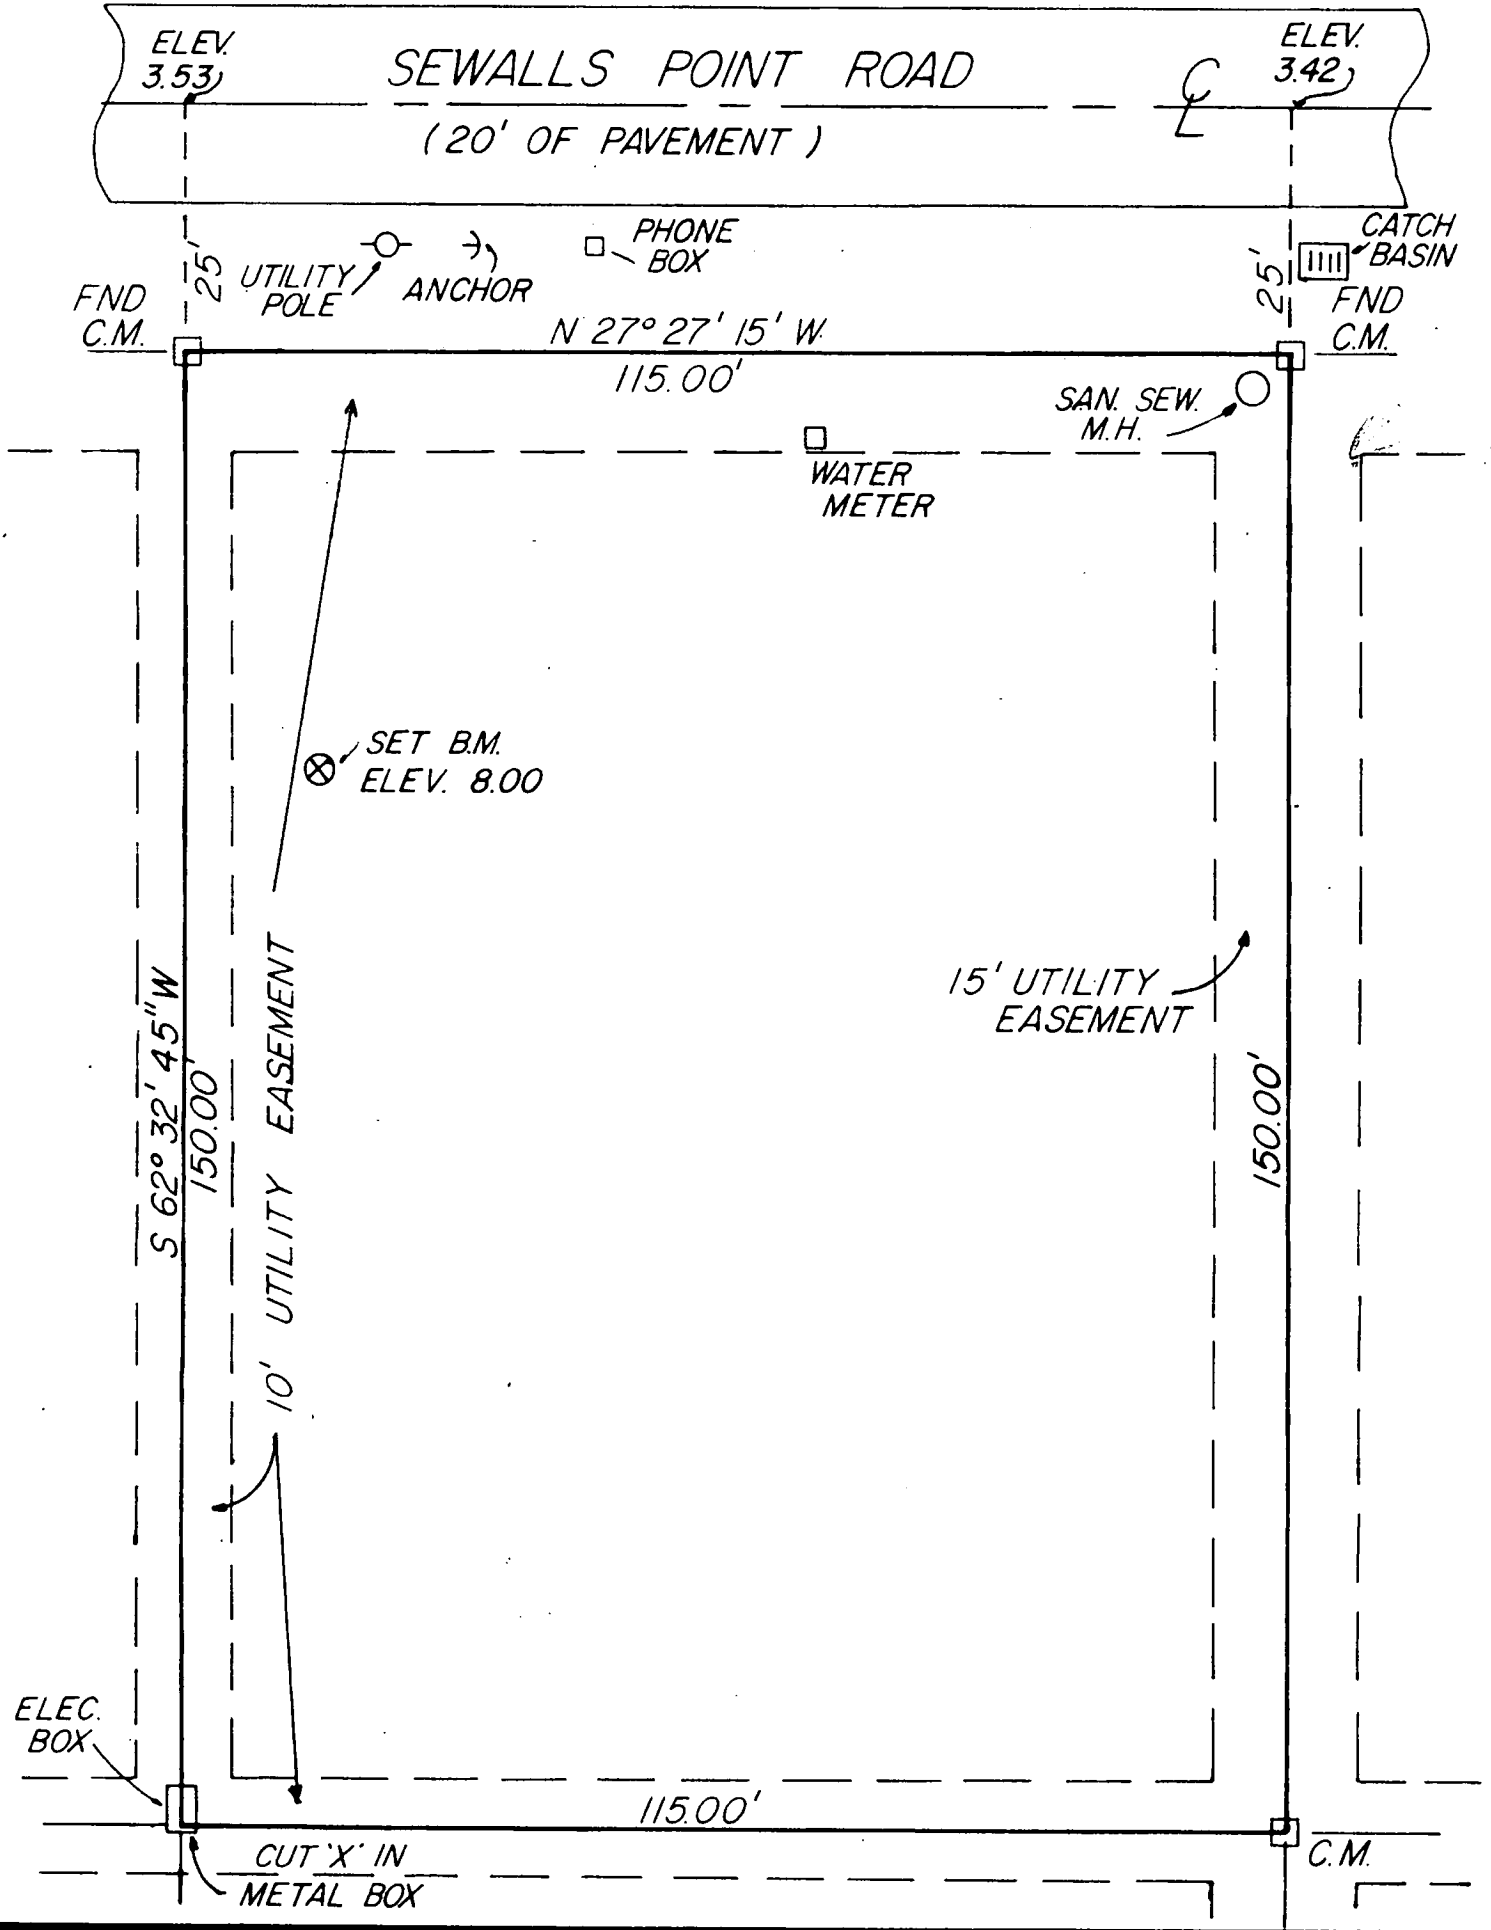 ELEV.
3.53
SEWALLS POINT ROAD
ELEV.
3.42
CL
(20' OF PAVEMENT)
25'
UTILITY
POLE
ANCHOR
PHONE
BOX
25'
CATCH
BASIN
FND
C.M.
FND
C.M.
N 27° 27' 15' W.
115.00'
SAN. SEW.
M.H.
WATER
METER
SET B.M.
ELEV. 8.00
10' UTILITY EASEMENT
15' UTILITY
EASEMENT
S 62° 32' 45" W
150.00'
150.00'
ELEC.
BOX
115.00'
CUT 'X' IN
METAL BOX
C.M.